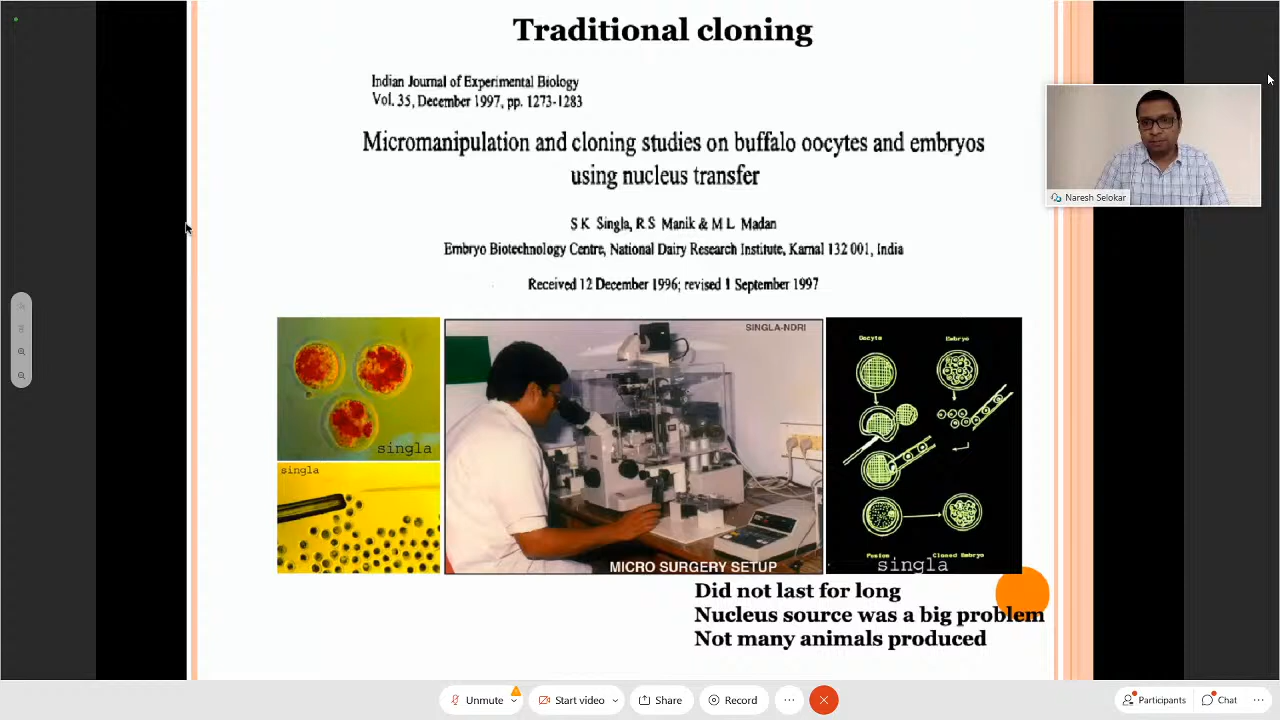 Traditional cloning
Indian Journal of Experimental Biology
Vol. 35, December 1997, pp. 1273-1283
Micromanipulation and cloning studies on buffalo oocytes and embryos
using nucleus transfer
S K Singla, R S Manik & M L Madan
Embryo Biotechnology Centre, National Dairy Research Institute, Karnal 132 001, India
Received 12 December 1996; revised 1 September 1997
Naresh Selokar
singla
singla
SINGLA-NDRI
MICRO SURGERY SETUP
Oocyte
Embryo
Fusion
Cloned Embryo
singla
Did not last for long
Nucleus source was a big problem
Not many animals produced
Unmute
Start video
Share
Record
Participants
Chat